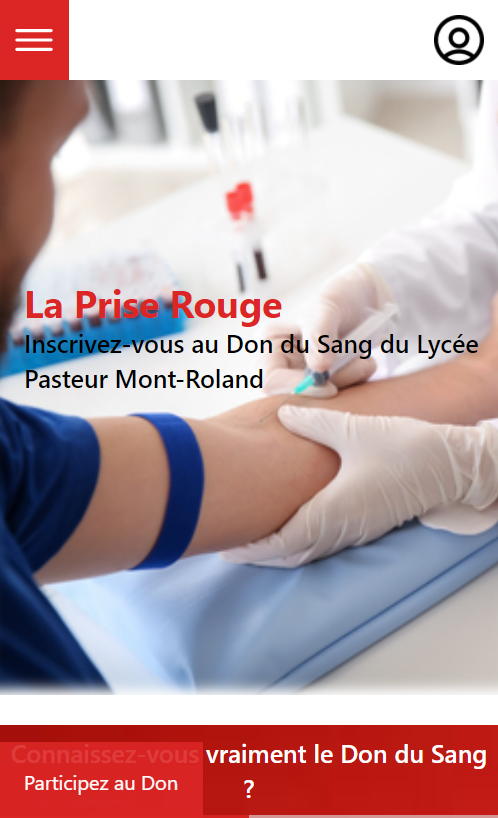 La Prise Rouge
Inscrivez-vous au Don du Sang du Lycée
Pasteur Mont-Roland
Connaissez-vous vraiment le Don du Sang
?
Participez au Don